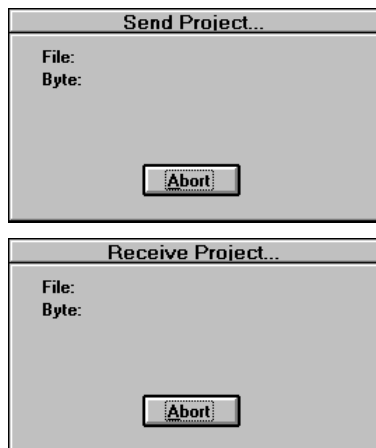 Send Project...
File:
Byte:
Abort
Receive Project...
File:
Byte:
Abort